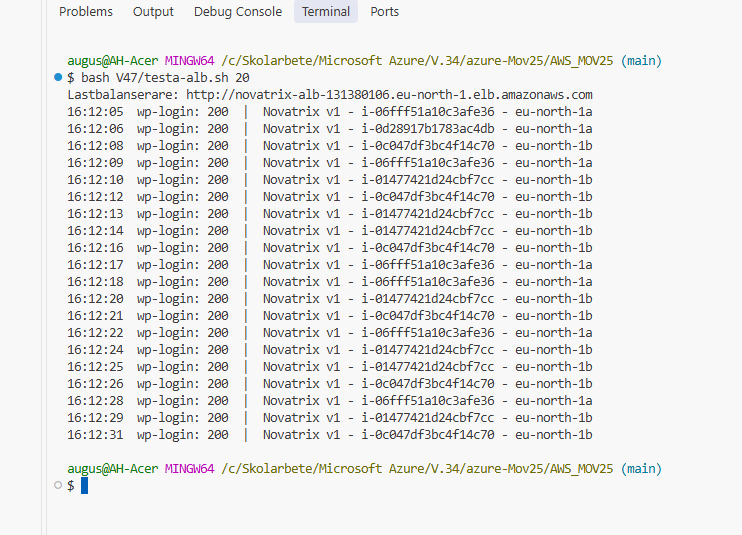 Problems Output Debug Console Terminal Ports
augus@AH-Acer MINGW64 /c/Skolarbete/Microsoft Azure/V.34/azure-Mov25/AWS_MOV25 (main)
$ bash V47/testa-alb.sh 20
Lastbalanserare: http://novatrix-alb-131380106.eu-north-1.elb.amazonaws.com
16:12:05 wp-login: 200 | Novatrix v1 - i-06fff51a10c3afe36 - eu-north-1a
16:12:06 wp-login: 200 | Novatrix v1 - i-0d28917b1783ac4db - eu-north-1a
16:12:08 wp-login: 200 | Novatrix v1 - i-0c047df3bc4f14c70 - eu-north-1b
16:12:09 wp-login: 200 | Novatrix v1 - i-06fff51a10c3afe36 - eu-north-1a
16:12:10 wp-login: 200 | Novatrix v1 - i-01477421d24cbf7cc - eu-north-1b
16:12:12 wp-login: 200 | Novatrix v1 - i-0c047df3bc4f14c70 - eu-north-1b
16:12:13 wp-login: 200 | Novatrix v1 - i-01477421d24cbf7cc - eu-north-1b
16:12:14 wp-login: 200 | Novatrix v1 - i-01477421d24cbf7cc - eu-north-1b
16:12:16 wp-login: 200 | Novatrix v1 - i-0c047df3bc4f14c70 - eu-north-1b
16:12:17 wp-login: 200 | Novatrix v1 - i-06fff51a10c3afe36 - eu-north-1a
16:12:18 wp-login: 200 | Novatrix v1 - i-06fff51a10c3afe36 - eu-north-1a
16:12:20 wp-login: 200 | Novatrix v1 - i-01477421d24cbf7cc - eu-north-1b
16:12:21 wp-login: 200 | Novatrix v1 - i-0c047df3bc4f14c70 - eu-north-1b
16:12:22 wp-login: 200 | Novatrix v1 - i-06fff51a10c3afe36 - eu-north-1a
16:12:24 wp-login: 200 | Novatrix v1 - i-01477421d24cbf7cc - eu-north-1b
16:12:25 wp-login: 200 | Novatrix v1 - i-01477421d24cbf7cc - eu-north-1b
16:12:26 wp-login: 200 | Novatrix v1 - i-0c047df3bc4f14c70 - eu-north-1b
16:12:28 wp-login: 200 | Novatrix v1 - i-06fff51a10c3afe36 - eu-north-1a
16:12:29 wp-login: 200 | Novatrix v1 - i-01477421d24cbf7cc - eu-north-1b
16:12:31 wp-login: 200 | Novatrix v1 - i-0c047df3bc4f14c70 - eu-north-1b
augus@AH-Acer MINGW64 /c/Skolarbete/Microsoft Azure/V.34/azure-Mov25/AWS_MOV25 (main)
$